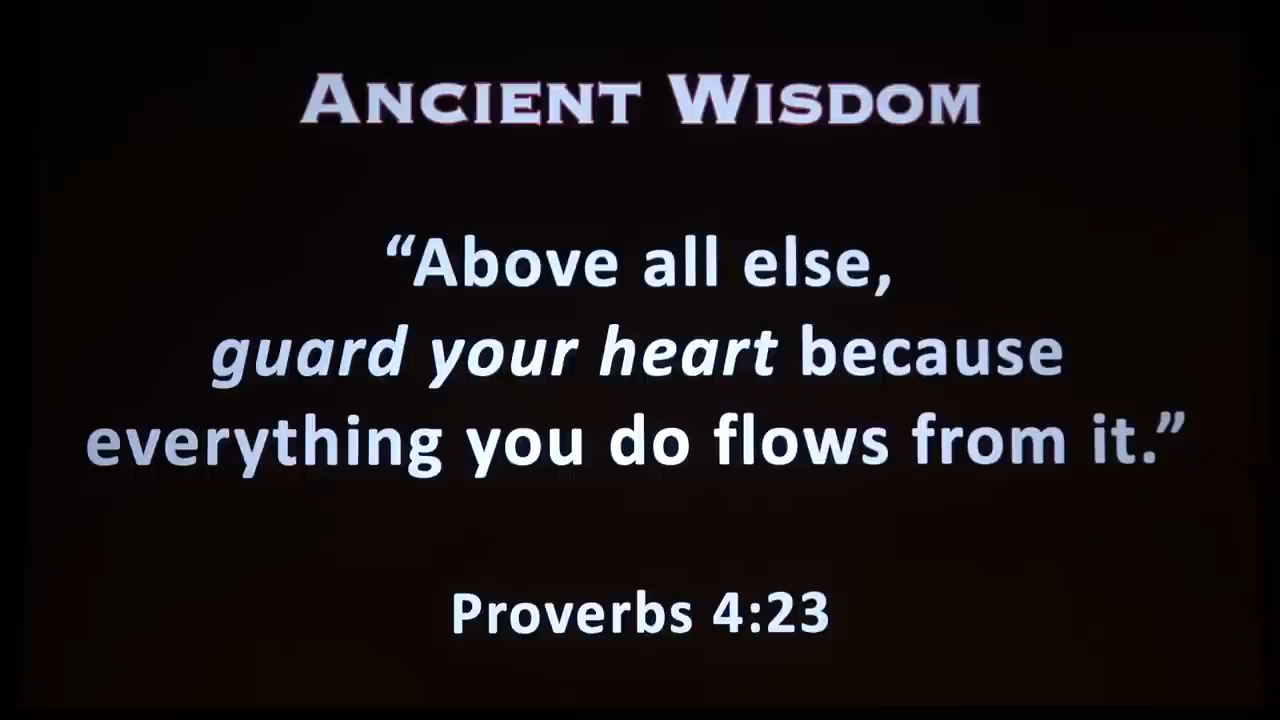 ANCIENT WISDOM
“Above all else,
guard your heart because
everything you do flows from it.”
Proverbs 4:23